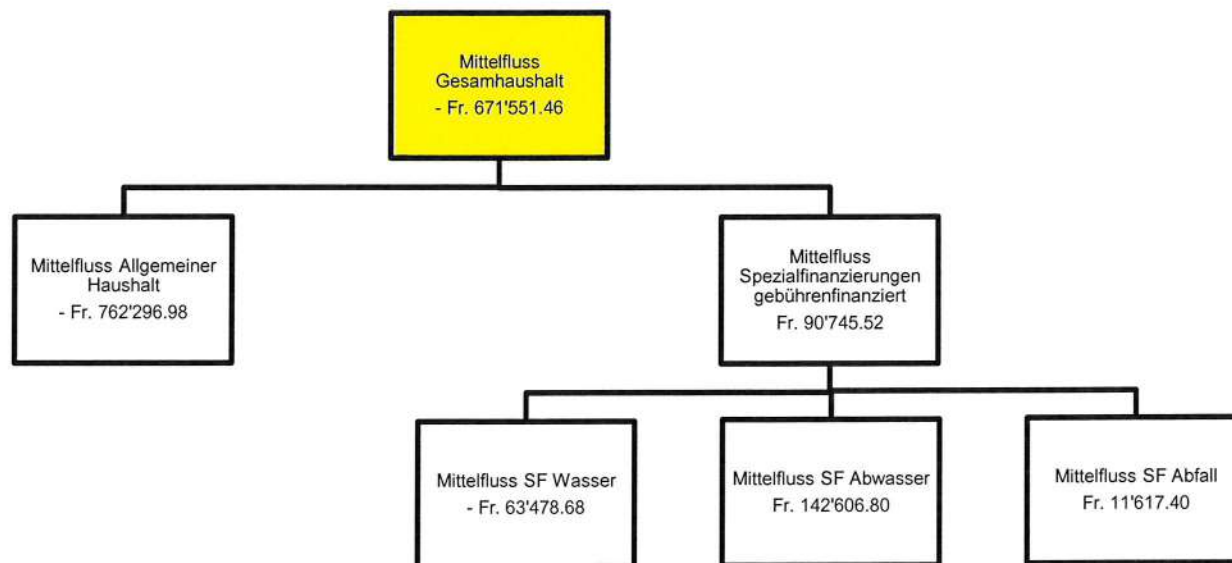 Mittelfluss
Gesamhaushalt
- Fr. 671'551.46
Mittelfluss Allgemeiner
Haushalt
- Fr. 762'296.98
Mittelfluss
Spezialfinanzierungen
gebührenfinanziert
Fr. 90'745.52
Mittelfluss SF Wasser
- Fr. 63'478.68
Mittelfluss SF Abwasser
Fr. 142'606.80
Mittelfluss SF Abfall
Fr. 11'617.40